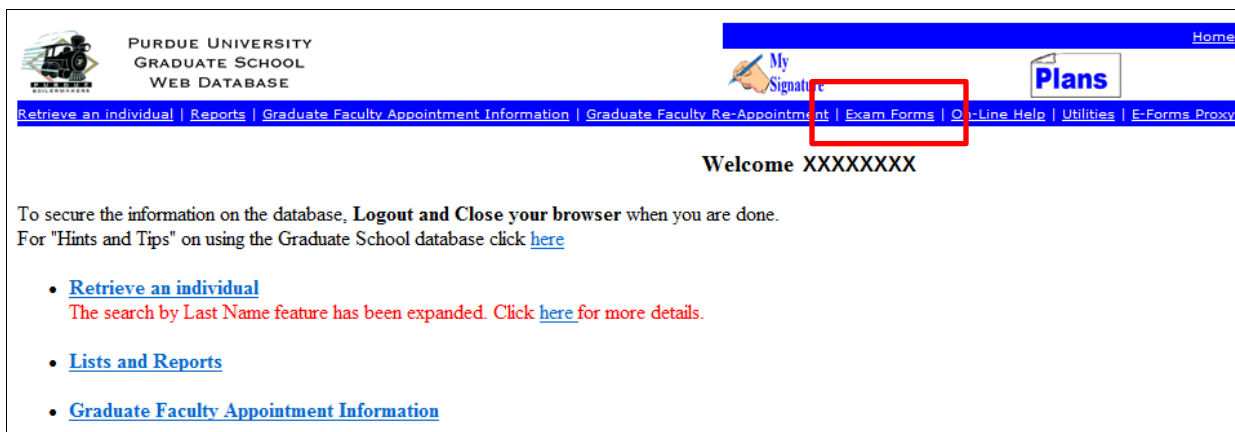 PURDUE UNIVERSITY
GRADUATE SCHOOL
WEB DATABASE
PURDUE
BOILERMAKERS
Home
My
Signature
Plans
Retrieve an individual | Reports | Graduate Faculty Appointment Information | Graduate Faculty Re-Appointment | Exam Forms | On-Line Help | Utilities | E-Forms Proxy
Welcome XXXXXXXX
To secure the information on the database, Logout and Close your browser when you are done.
For "Hints and Tips" on using the Graduate School database click here
• Retrieve an individual
The search by Last Name feature has been expanded. Click here for more details.
• Lists and Reports
• Graduate Faculty Appointment Information